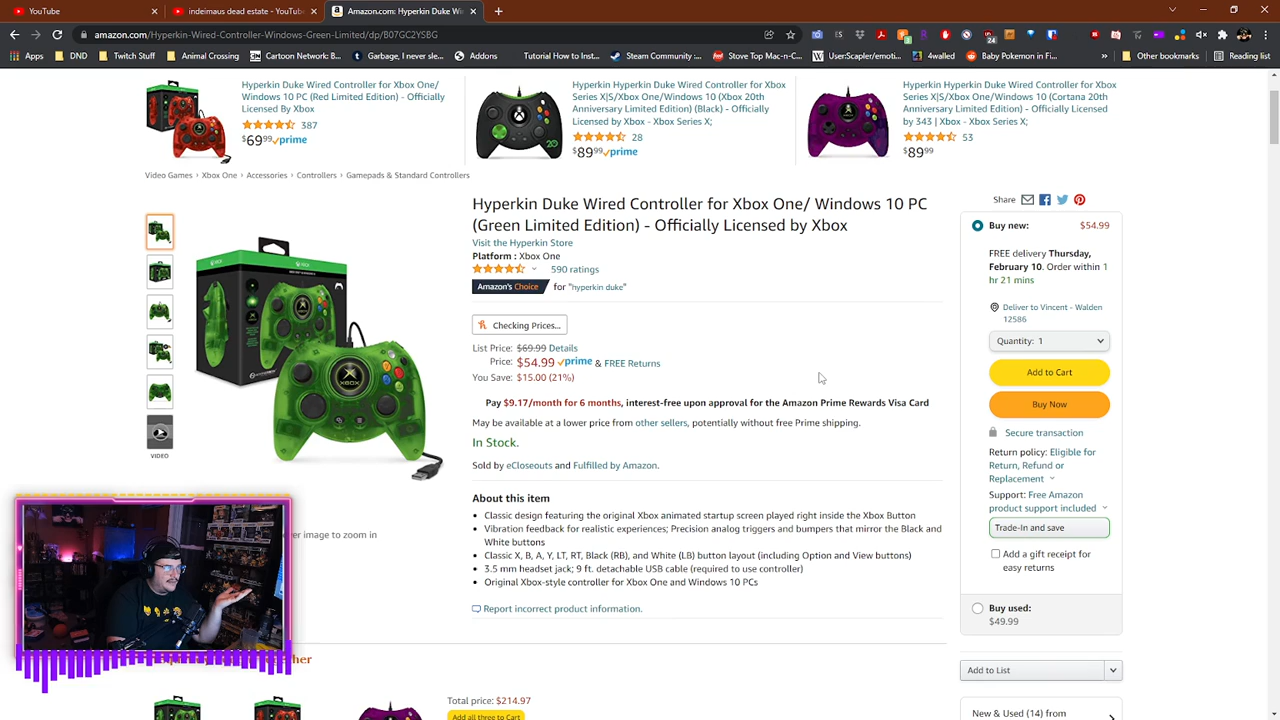 YouTube
indeimus dead estate - YouTube
Amazon.com: Hyperkin Duke Wi
amazon.com/Hyperkin-Wired-Controller-Windows-Green-Limited/dp/B07GC2YSBG
Apps
DND
Twitch Stuff
Animal Crossing
Cartoon Network :...
Garbage, I never sle...
Addons
Tutorial How to Inst...
Steam Community :...
Stove Top Mac-n-C...
UserScapler/emoti...
4walled
Baby Pokemon in Fi...
»
Other bookmarks
Reading list
Hyperkin Duke Wired Controller for Xbox One/
Windows 10 PC (Red Limited Edition) - Officially
Licensed By Xbox
387
$69.99 prime
Hyperkin Hyperkin Duke Wired Controller for Xbox
Series X|S/Xbox One/Windows 10 (Xbox 20th
Anniversary Limited Edition) (Black) - Officially
Licensed by Xbox - Xbox Series X;
28
$89.99 prime
Hyperkin Hyperkin Duke Wired Controller for Xbox
Series X|S/Xbox One/Windows 10 (Cortana 20th
Anniversary Limited Edition) - Officially Licensed
by 343 | Xbox - Xbox Series X;
53
$89.99
Video Games › Xbox One › Accessories › Controllers › Gamepads & Standard Controllers
Hyperkin Duke Wired Controller for Xbox One/ Windows 10 PC
(Green Limited Edition) - Officially Licensed by Xbox
Visit the Hyperkin Store
Platform : Xbox One
590 ratings
Amazon's Choice for "hyperkin duke"
Checking Prices...
List Price: $69.99 Details
Price: $54.99 prime & FREE Returns
You Save: $15.00 (21%)
Pay $9.17/month for 6 months, interest-free upon approval for the Amazon Prime Rewards Visa Card
May be available at a lower price from other sellers, potentially without free Prime shipping.
In Stock.
Sold by eCloseouts and Fulfilled by Amazon.
About this item
• Classic design featuring the original Xbox animated startup screen played right inside the Xbox Button
• Vibration feedback for realistic experiences; Precision analog triggers and bumpers that mirror the Black and
White buttons
• Classic X, B, A, Y, LT, RT, Black (RB), and White (LB) button layout (including Option and View buttons)
• 3.5 mm headset jack; 9 ft. detachable USB cable (required to use controller)
• Original Xbox-style controller for Xbox One and Windows 10 PCs
Report incorrect product information.
VIDEO
XBOX
er image to zoom in
Share
Buy new: $54.99
FREE delivery Thursday,
February 10. Order within 1
hr 21 mins
Deliver to Vincent - Walden
12586
Quantity: 1
Add to Cart
Buy Now
Secure transaction
Return policy: Eligible for
Return, Refund or
Replacement
Support: Free Amazon
product support included
Trade-In and save
Add a gift receipt for
easy returns
Buy used:
$49.99
Add to List
New & Used (14) from
Total price: $214.97
Add all three to Cart